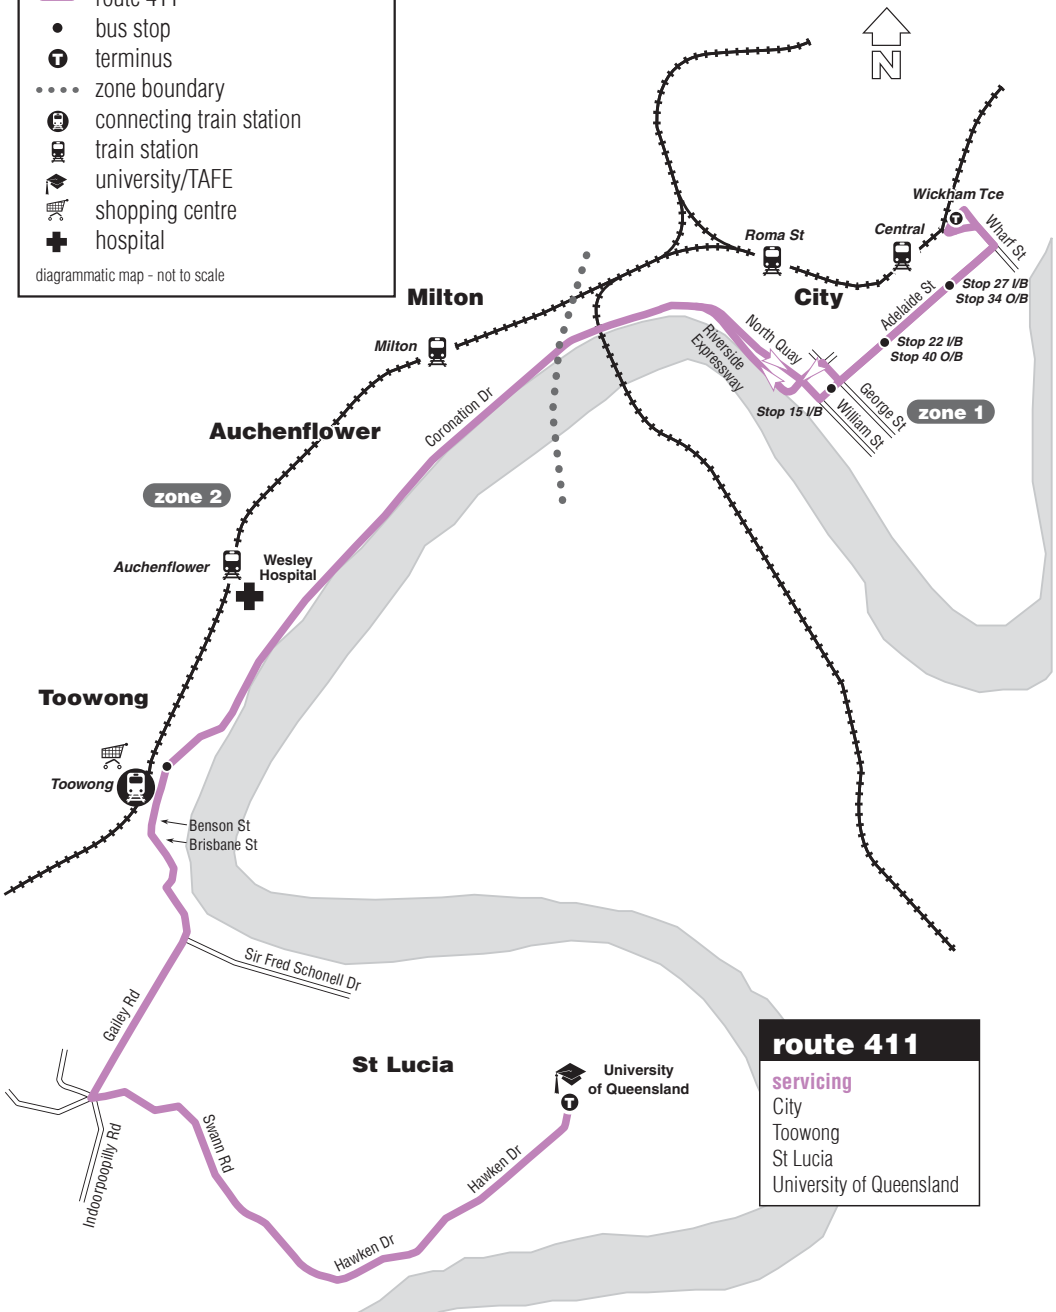 route 411
bus stop
T
terminus
zone boundary
connecting train station
train station
university/TAFE
shopping centre
hospital
diagrammatic map - not to scale
N
Wickham Tce
T
Wharf St
Central
Roma St
City
Stop 27 I/B
Stop 34 O/B
Adelaide St
Stop 22 I/B
Stop 40 O/B
North Quay
Riverside
Expressway
Stop 15 I/B
George St
William St
zone 1
Milton
Milton
Coronation Dr
Auchenflower
zone 2
Auchenflower
Wesley
Hospital
Toowong
Toowong
Benson St
Brisbane St
Sir Fred Schonell Dr
Gailey Rd
St Lucia
University
of Queensland
T
Swann Rd
Indooroopilly Rd
Hawken Dr
Hawken Dr
route 411
servicing
City
Toowong
St Lucia
University of Queensland